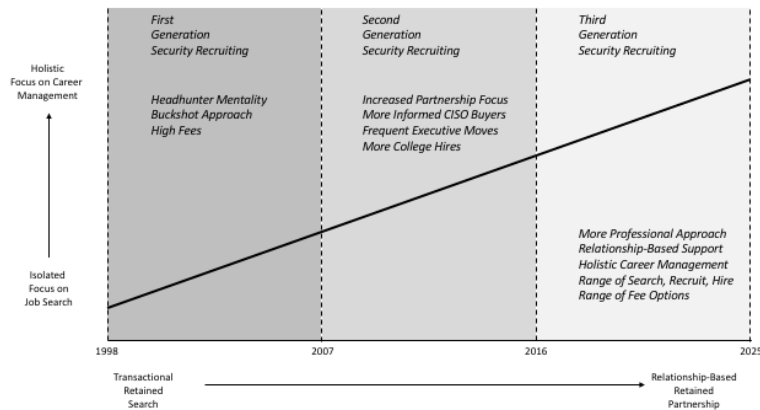 First
Generation
Security Recruiting
Second
Generation
Security Recruiting
Third
Generation
Security Recruiting
Holistic
Focus on Career
Management
Headhunter Mentality
Buckshot Approach
High Fees
Increased Partnership Focus
More Informed CISO Buyers
Frequent Executive Moves
More College Hires
More Professional Approach
Relationship-Based Support
Holistic Career Management
Range of Search, Recruit, Hire
Range of Fee Options
Isolated
Focus on
Job Search
1998
2007
2016
2025
Transactional
Retained
Search
Relationship-Based
Retained
Partnership